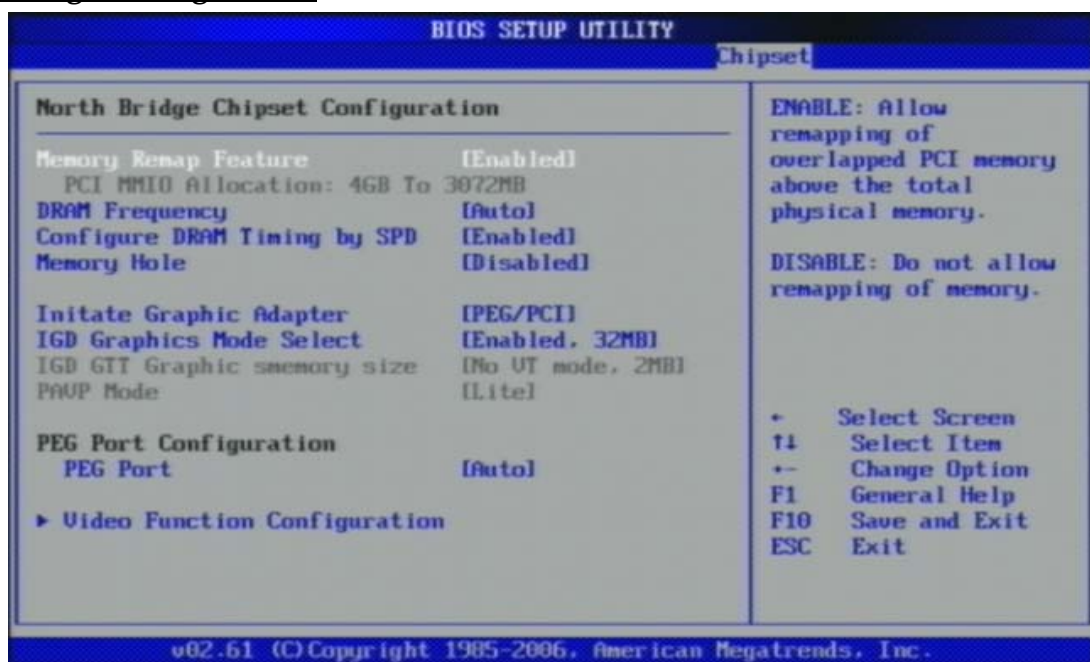 BIOS SETUP UTILITY
Chipset
North Bridge Chipset Configuration
Memory Remap Feature [Enabled]
PCI MMIO Allocation: 4GB To 3072MB
DRAM Frequency [Auto]
Configure DRAM Timing by SPD [Enabled]
Memory Hole [Disabled]
Initate Graphic Adapter [PEG/PCI]
IGD Graphics Mode Select [Enabled, 32MB]
IGD GTT Graphic smemory size [No VT mode, 2MB]
PAVP Mode [Lite]
PEG Port Configuration
PEG Port [Auto]
► Video Function Configuration
ENABLE: Allow
remapping of
overlapped PCI memory
above the total
physical memory.
DISABLE: Do not allow
remapping of memory.
← Select Screen
↑↓ Select Item
+- Change Option
F1 General Help
F10 Save and Exit
ESC Exit
v02.61 (C)Copyright 1985-2006, American Megatrends, Inc.